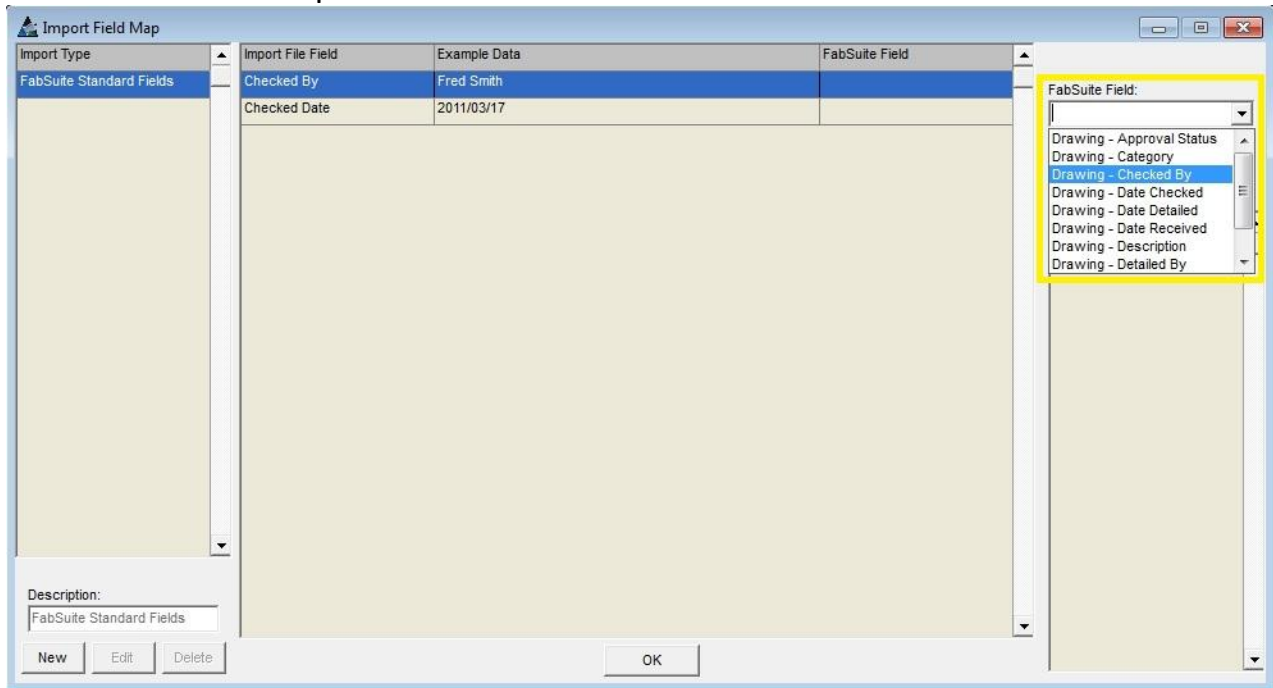 Import Field Map
Import Type
Import File Field
Example Data
FabSuite Field
FabSuite Standard Fields
Checked By
Fred Smith
Checked Date
2011/03/17
FabSuite Field:
Drawing - Approval Status
Drawing - Category
Drawing - Checked By
Drawing - Date Checked
Drawing - Date Detailed
Drawing - Date Received
Drawing - Description
Drawing - Detailed By
Description:
FabSuite Standard Fields
New
Edit
Delete
OK